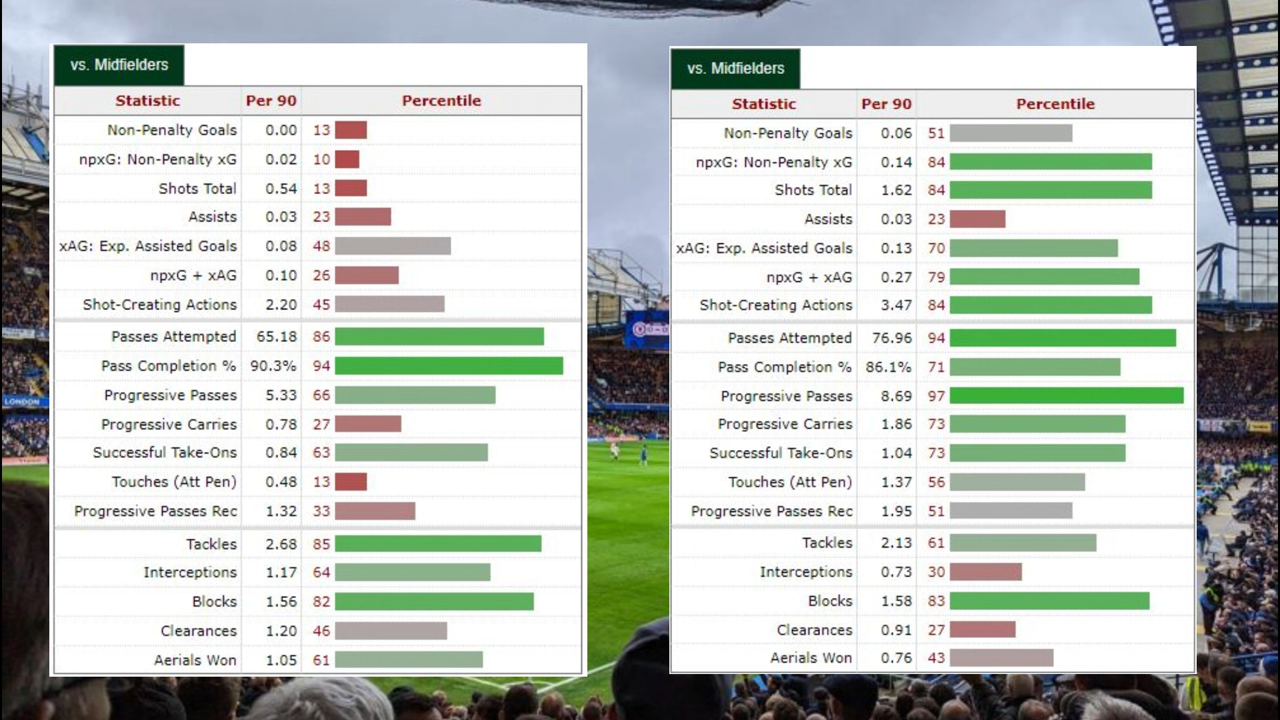 vs. Midfielders
Statistic Per 90 Percentile
Non-Penalty Goals 0.00 13
npxG: Non-Penalty xG 0.02 10
Shots Total 0.54 13
Assists 0.03 23
xAG: Exp. Assisted Goals 0.08 48
npxG + xAG 0.10 26
Shot-Creating Actions 2.20 45
Passes Attempted 65.18 86
Pass Completion % 90.3% 94
Progressive Passes 5.33 66
Progressive Carries 0.78 27
Successful Take-Ons 0.84 63
Touches (Att Pen) 0.48 13
Progressive Passes Rec 1.32 33
Tackles 2.68 85
Interceptions 1.17 64
Blocks 1.56 82
Clearances 1.20 46
Aerials Won 1.05 61
vs. Midfielders
Statistic Per 90 Percentile
Non-Penalty Goals 0.06 51
npxG: Non-Penalty xG 0.14 84
Shots Total 1.62 84
Assists 0.03 23
xAG: Exp. Assisted Goals 0.13 70
npxG + xAG 0.27 79
Shot-Creating Actions 3.47 84
Passes Attempted 76.96 94
Pass Completion % 86.1% 71
Progressive Passes 8.69 97
Progressive Carries 1.86 73
Successful Take-Ons 1.04 73
Touches (Att Pen) 1.37 56
Progressive Passes Rec 1.95 51
Tackles 2.13 61
Interceptions 0.73 30
Blocks 1.58 83
Clearances 0.91 27
Aerials Won 0.76 43
LONDON